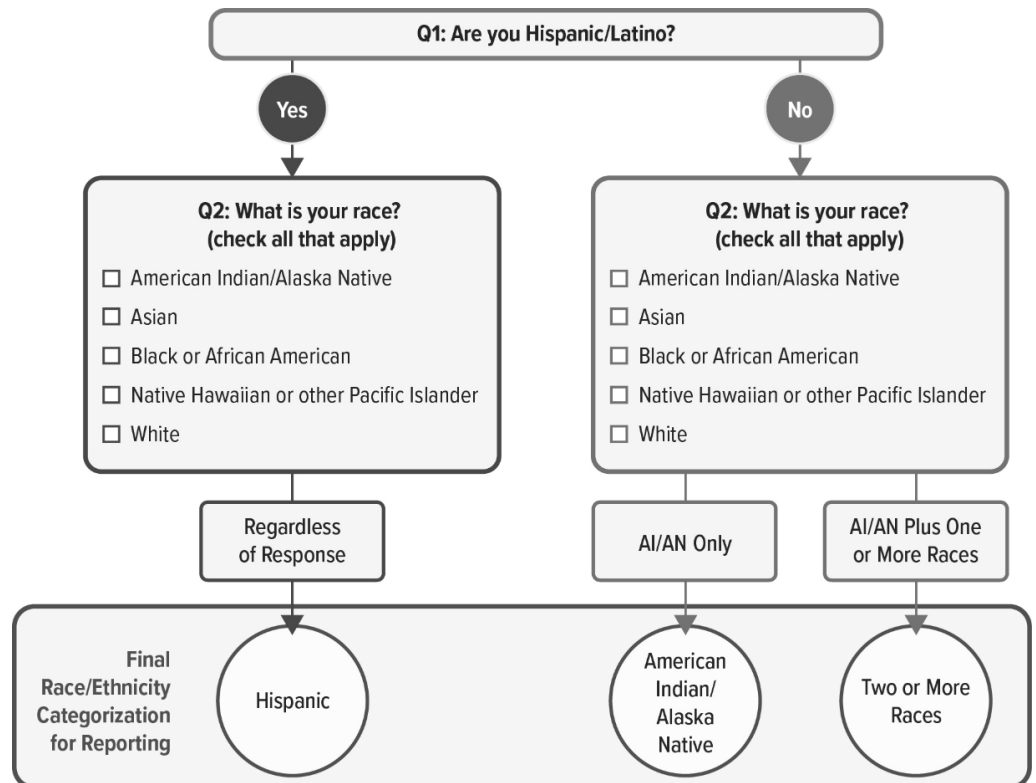 Q1: Are you Hispanic/Latino?
Yes
No
Q2: What is your race?
(check all that apply)
American Indian/Alaska Native
Asian
Black or African American
Native Hawaiian or other Pacific Islander
White
Q2: What is your race?
(check all that apply)
American Indian/Alaska Native
Asian
Black or African American
Native Hawaiian or other Pacific Islander
White
Regardless
of Response
AI/AN Only
AI/AN Plus One
or More Races
Final
Race/Ethnicity
Categorization
for Reporting
Hispanic
American
Indian/
Alaska
Native
Two or More
Races